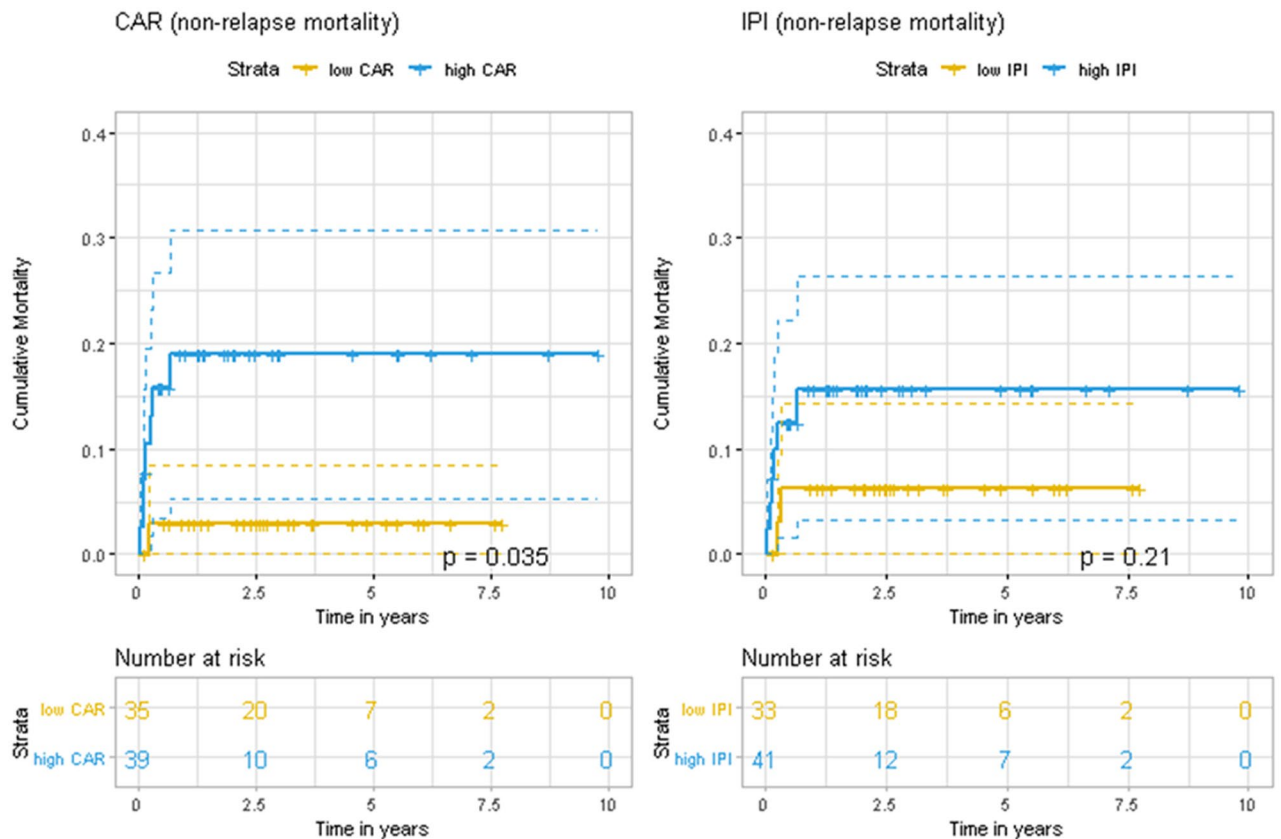 CAR (non-relapse mortality)
Strata low CAR high CAR
0.4
0.3
0.2
0.1
0.0
Cumulative Mortality
p = 0.035
0 2.5 5 7.5 10
Time in years
Number at risk
Strata
low CAR 35 20 7 2 0
high CAR 39 10 6 2 0
0 2.5 5 7.5 10
Time in years
IPI (non-relapse mortality)
Strata low IPI high IPI
0.4
0.3
0.2
0.1
0.0
Cumulative Mortality
p = 0.21
0 2.5 5 7.5 10
Time in years
Number at risk
Strata
low IPI 33 18 6 2 0
high IPI 41 12 7 2 0
0 2.5 5 7.5 10
Time in years